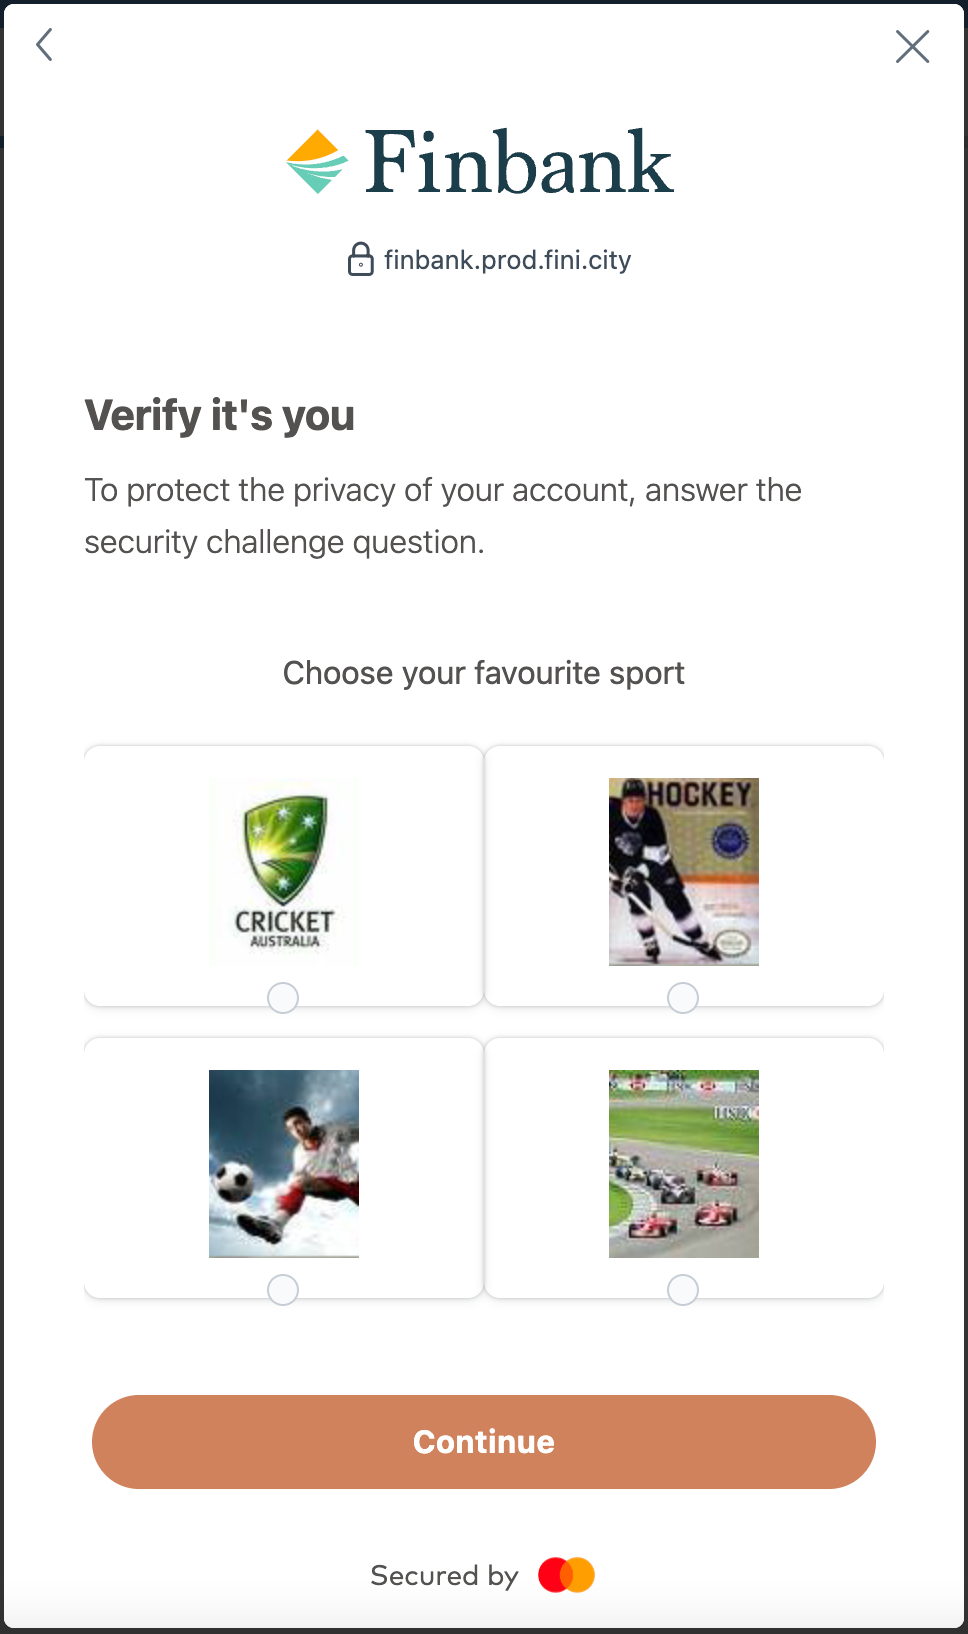 Finbank
finbank.prod.fini.city
Verify it's you
To protect the privacy of your account, answer the
security challenge question.
Choose your favourite sport
CRICKET
AUSTRALIA
HOCKEY
Continue
Secured by